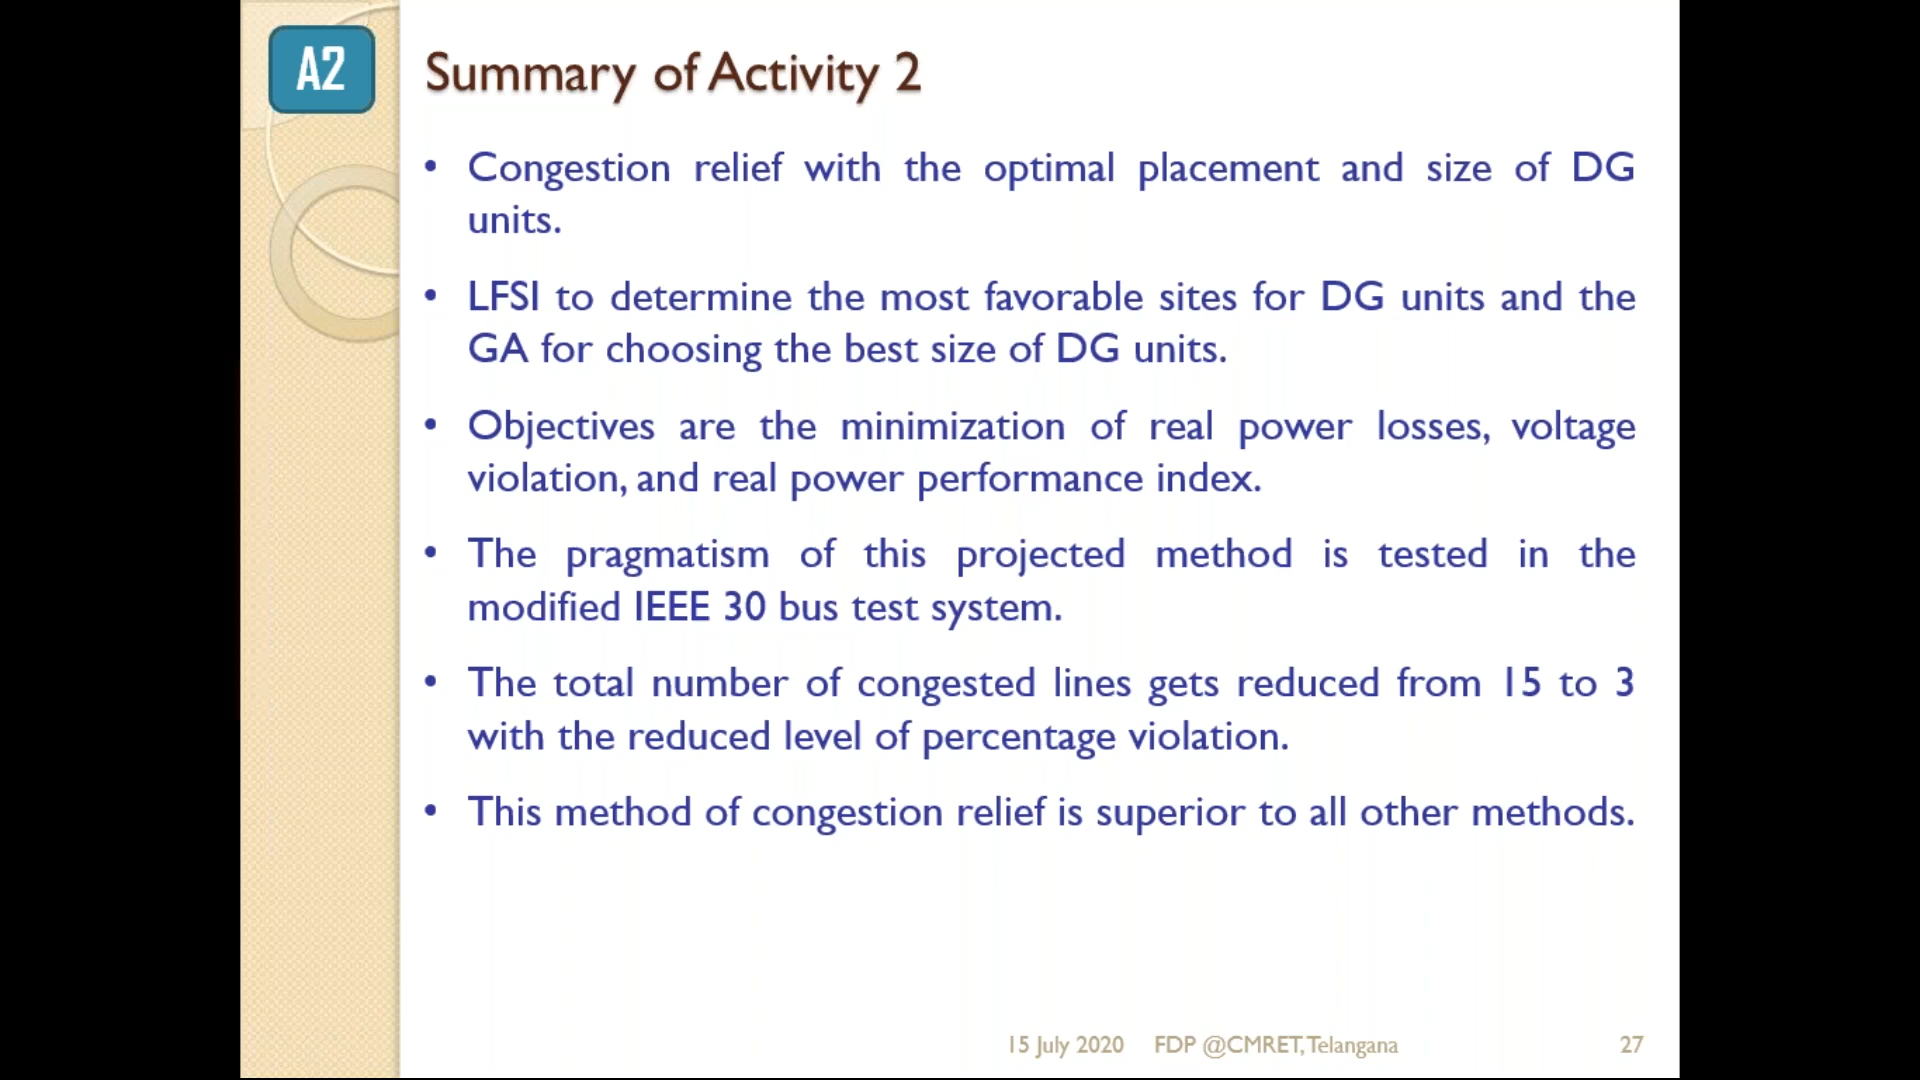 A2
Summary of Activity 2
• Congestion relief with the optimal placement and size of DG
units.
• LFSI to determine the most favorable sites for DG units and the
GA for choosing the best size of DG units.
• Objectives are the minimization of real power losses, voltage
violation, and real power performance index.
• The pragmatism of this projected method is tested in the
modified IEEE 30 bus test system.
• The total number of congested lines gets reduced from 15 to 3
with the reduced level of percentage violation.
• This method of congestion relief is superior to all other methods.
15 July 2020 FDP @CMRET, Telangana 27